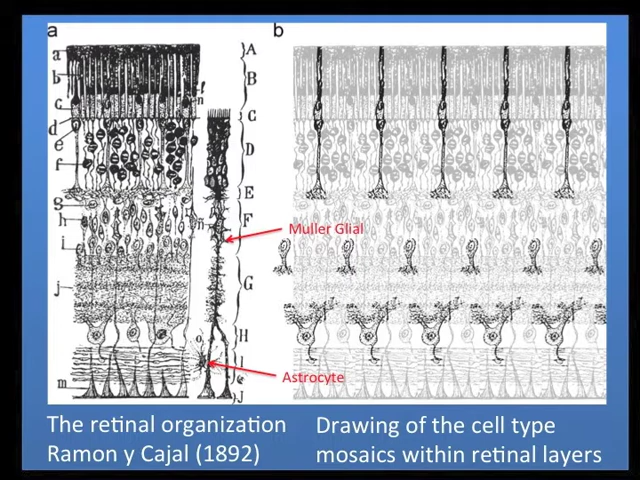 a
b
a
b
c
d
e
f
g
h
i
j
m
n
n
o
A
B
C
D
E
F
G
H
I
J
Muller Glial
Astrocyte
The retinal organization
Ramon y Cajal (1892)
Drawing of the cell type
mosaics within retinal layers